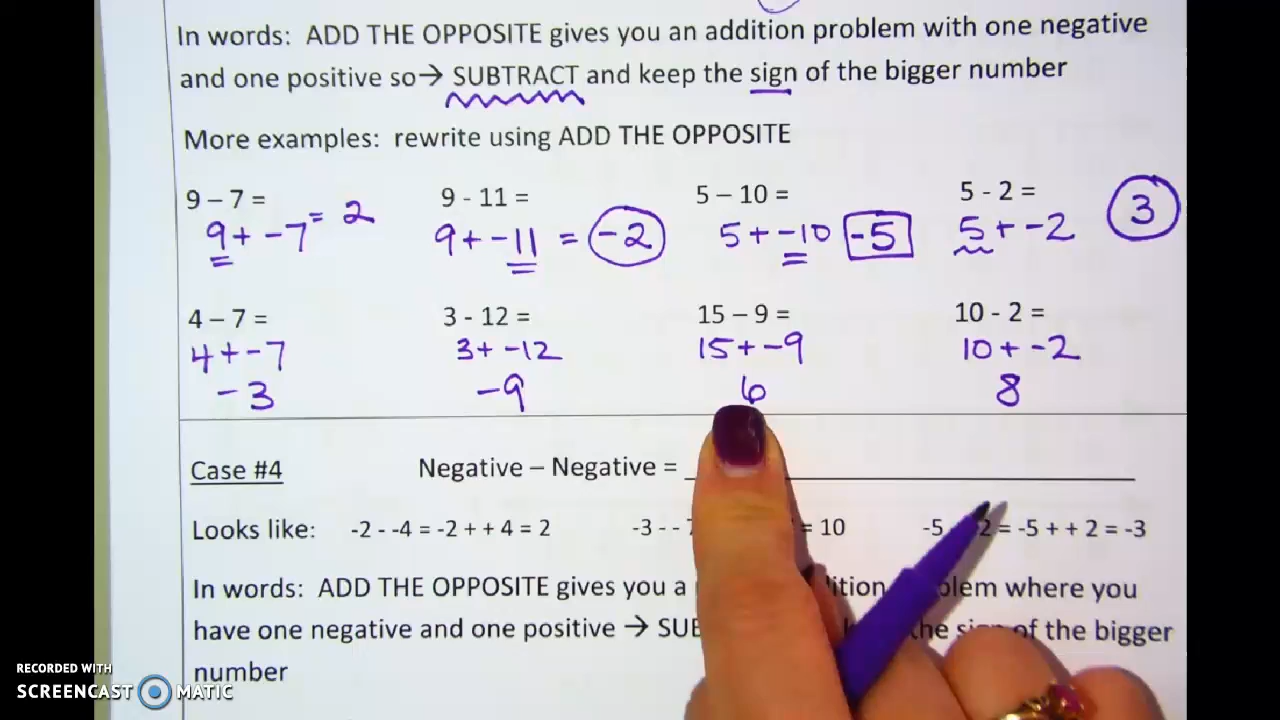 In words: ADD THE OPPOSITE gives you an addition problem with one negative
and one positive so→ SUBTRACT and keep the sign of the bigger number
More examples: rewrite using ADD THE OPPOSITE
9 – 7 = 9 - 11 = 5 – 10 = 5 - 2 =
9 + -7 = 2 9 + -11 = -2 5 + -10 -5 5 + -2 3
4 – 7 = 3 - 12 = 15 – 9 = 10 - 2 =
4 + -7 3 + -12 15 + -9 10 + -2
-3 -9 6 8
Case #4 Negative – Negative =
Looks like: -2 - -4 = -2 + + 4 = 2 -3 - - = 10 -5 2 = -5 + + 2 = -3
In words: ADD THE OPPOSITE gives you a where you
have one negative and one positive → of the bigger
number
RECORDED WITH
SCREENCAST MATIC